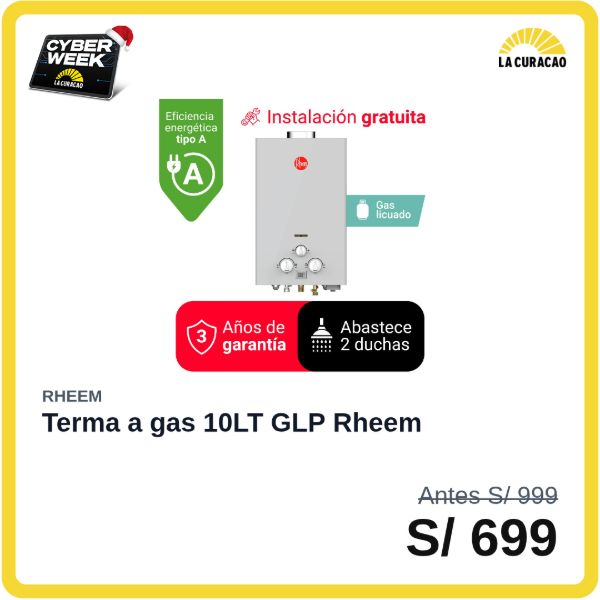 CYBER
WEEK
LA CURACAO
LA CURACAO
Eficiencia
energética
tipo A
A
Instalación gratuita
Rheem
Gas
licuado
3
Años de
garantía
Abastece
2 duchas
RHEEM
Terma a gas 10LT GLP Rheem
Antes S/ 999
S/ 699